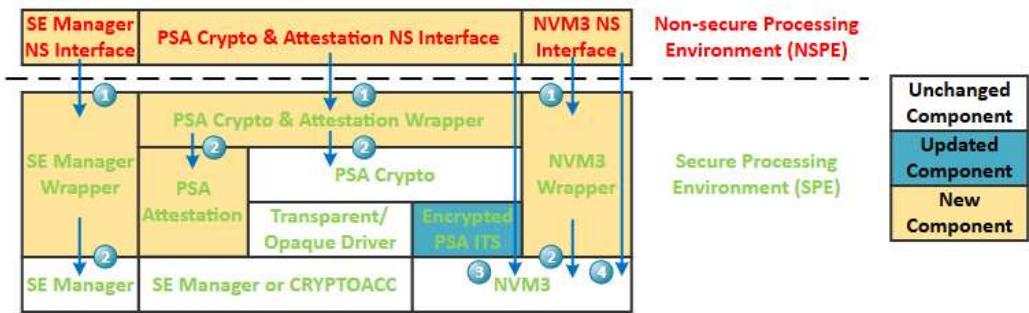 SE Manager
NS Interface
PSA Crypto & Attestation NS Interface
NVM3 NS
Interface
Non-secure Processing
Environment (NSPE)
1
1
1
PSA Crypto & Attestation Wrapper
2
2
SE Manager
Wrapper
PSA
Attestation
PSA Crypto
NVM3
Wrapper
Secure Processing
Environment (SPE)
Transparent/
Opaque Driver
Encrypted
PSA ITS
2
3
2
4
SE Manager
SE Manager or CRYPTOACC
NVM3
Unchanged
Component
Updated
Component
New
Component